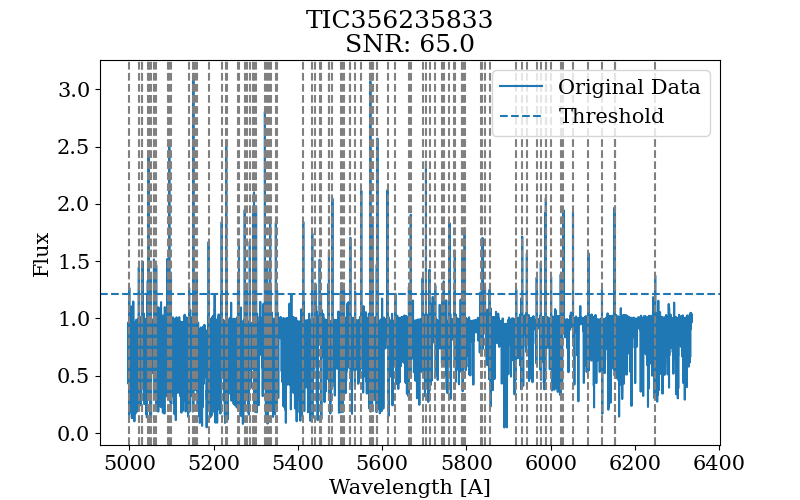 TIC356235833
SNR: 65.0
Original Data
Threshold
Flux
3.0
2.5
2.0
1.5
1.0
0.5
0.0
5000 5200 5400 5600 5800 6000 6200 6400
Wavelength [A]